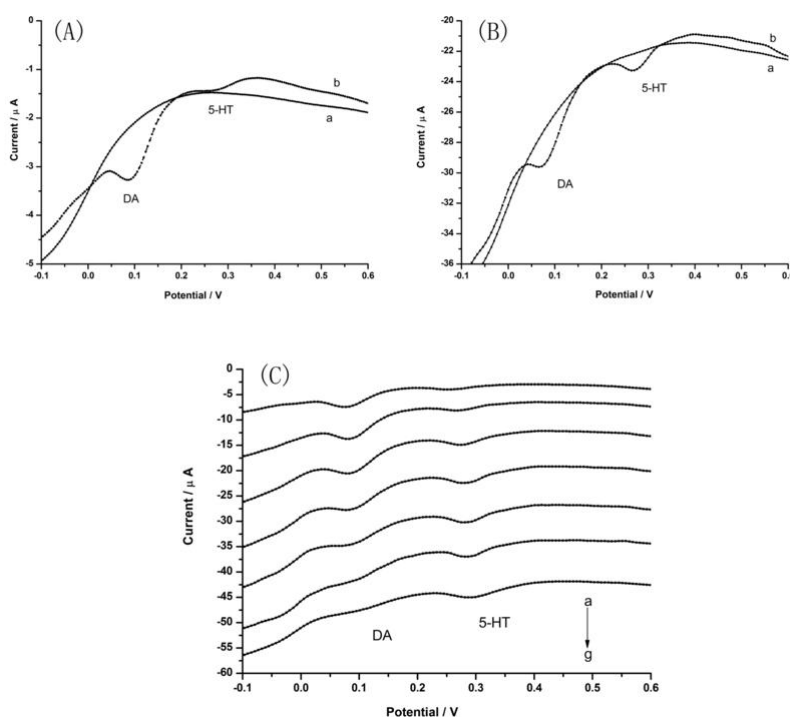 (A)
0
-1
-2
-3
-4
-5
Current / μ A
-0.1 0.0 0.1 0.2 0.3 0.4 0.5 0.6
Potential / V
b
5-HT
a
DA
(B)
-20
-22
-24
-26
-28
-30
-32
-34
-36
Current / μ A
-0.1 0.0 0.1 0.2 0.3 0.4 0.5
Potential / V
b
a
5-HT
DA
(C)
0
-5
-10
-15
-20
-25
-30
-35
-40
-45
-50
-55
-60
Current / μ A
-0.1 0.0 0.1 0.2 0.3 0.4 0.5 0.6
Potential / V
a
DA 5-HT
g